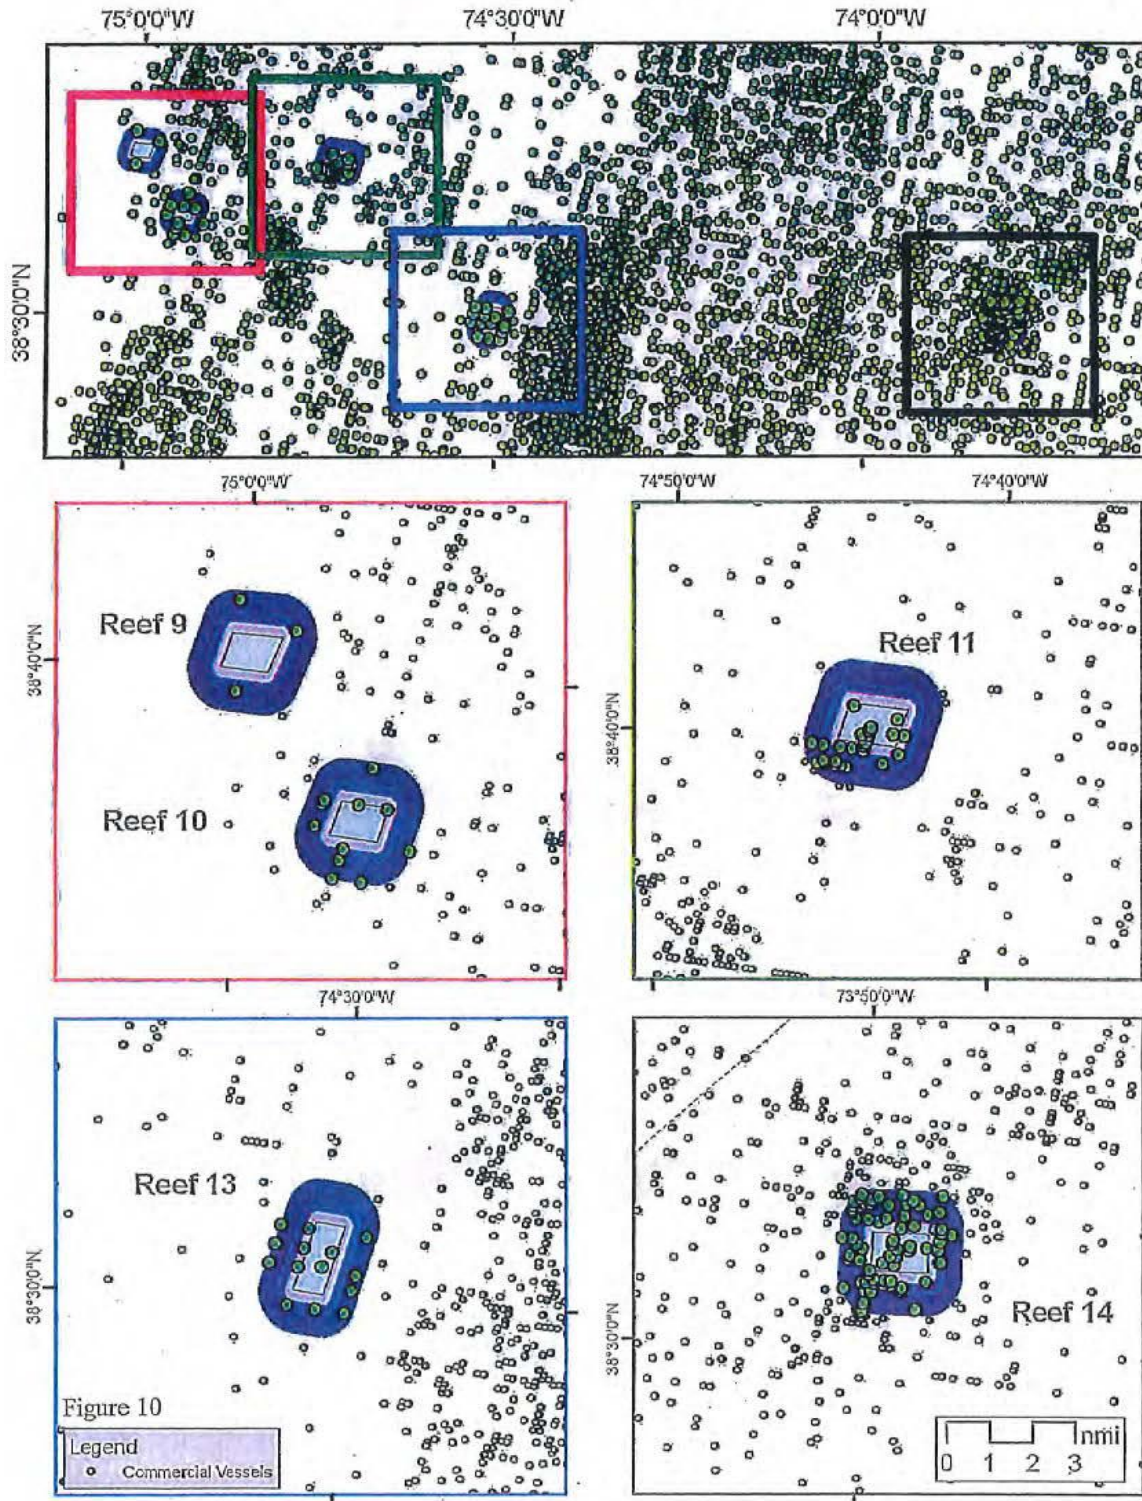 75°0'0"W 74°30'0"W 74°0'0"W
38°30'0"N
75°0'0"W
38°40'0"N
Reef 9
Reef 10
74°50'0"W 74°40'0"W
38°40'0"N
Reef 11
74°30'0"W
38°30'0"N
Reef 13
Figure 10
Legend
Commercial Vessels
73°50'0"W
38°30'0"N
Reef 14
0 1 2 3 nmi